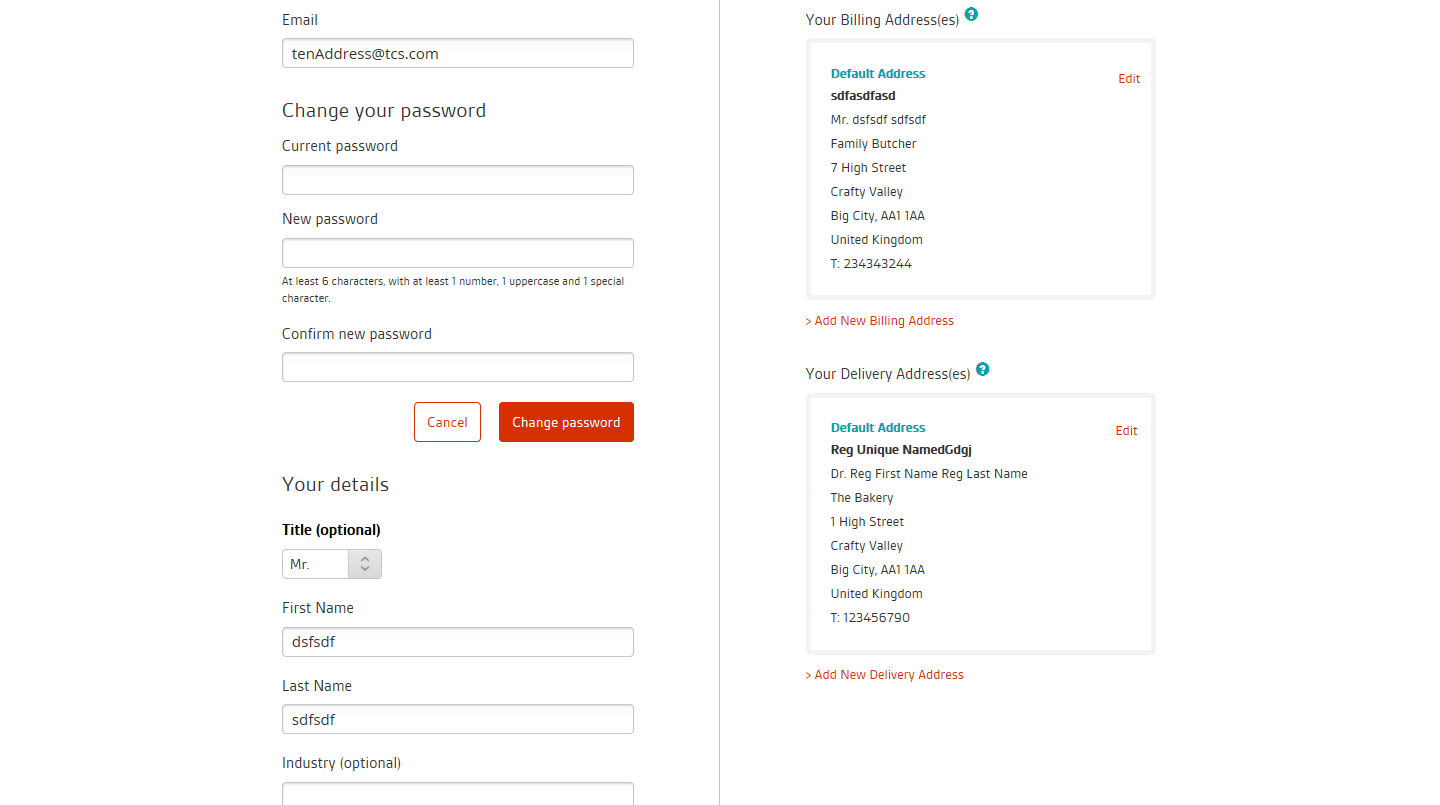 Email
tenAddress@tcs.com
Change your password
Current password
New password
At least 6 characters, with at least 1 number, 1 uppercase and 1 special
character.
Confirm new password
Cancel
Change password
Your details
Title (optional)
Mr.
First Name
dsfsdf
Last Name
sdfsdf
Industry (optional)
Your Billing Address(es) ?
Default Address
Edit
sdfasdfasd
Mr. dsfsdf sdfsdf
Family Butcher
7 High Street
Crafty Valley
Big City, AA1 1AA
United Kingdom
T: 234343244
> Add New Billing Address
Your Delivery Address(es) ?
Default Address
Edit
Reg Unique NamedGdgj
Dr. Reg First Name Reg Last Name
The Bakery
1 High Street
Crafty Valley
Big City, AA1 1AA
United Kingdom
T: 123456790
> Add New Delivery Address